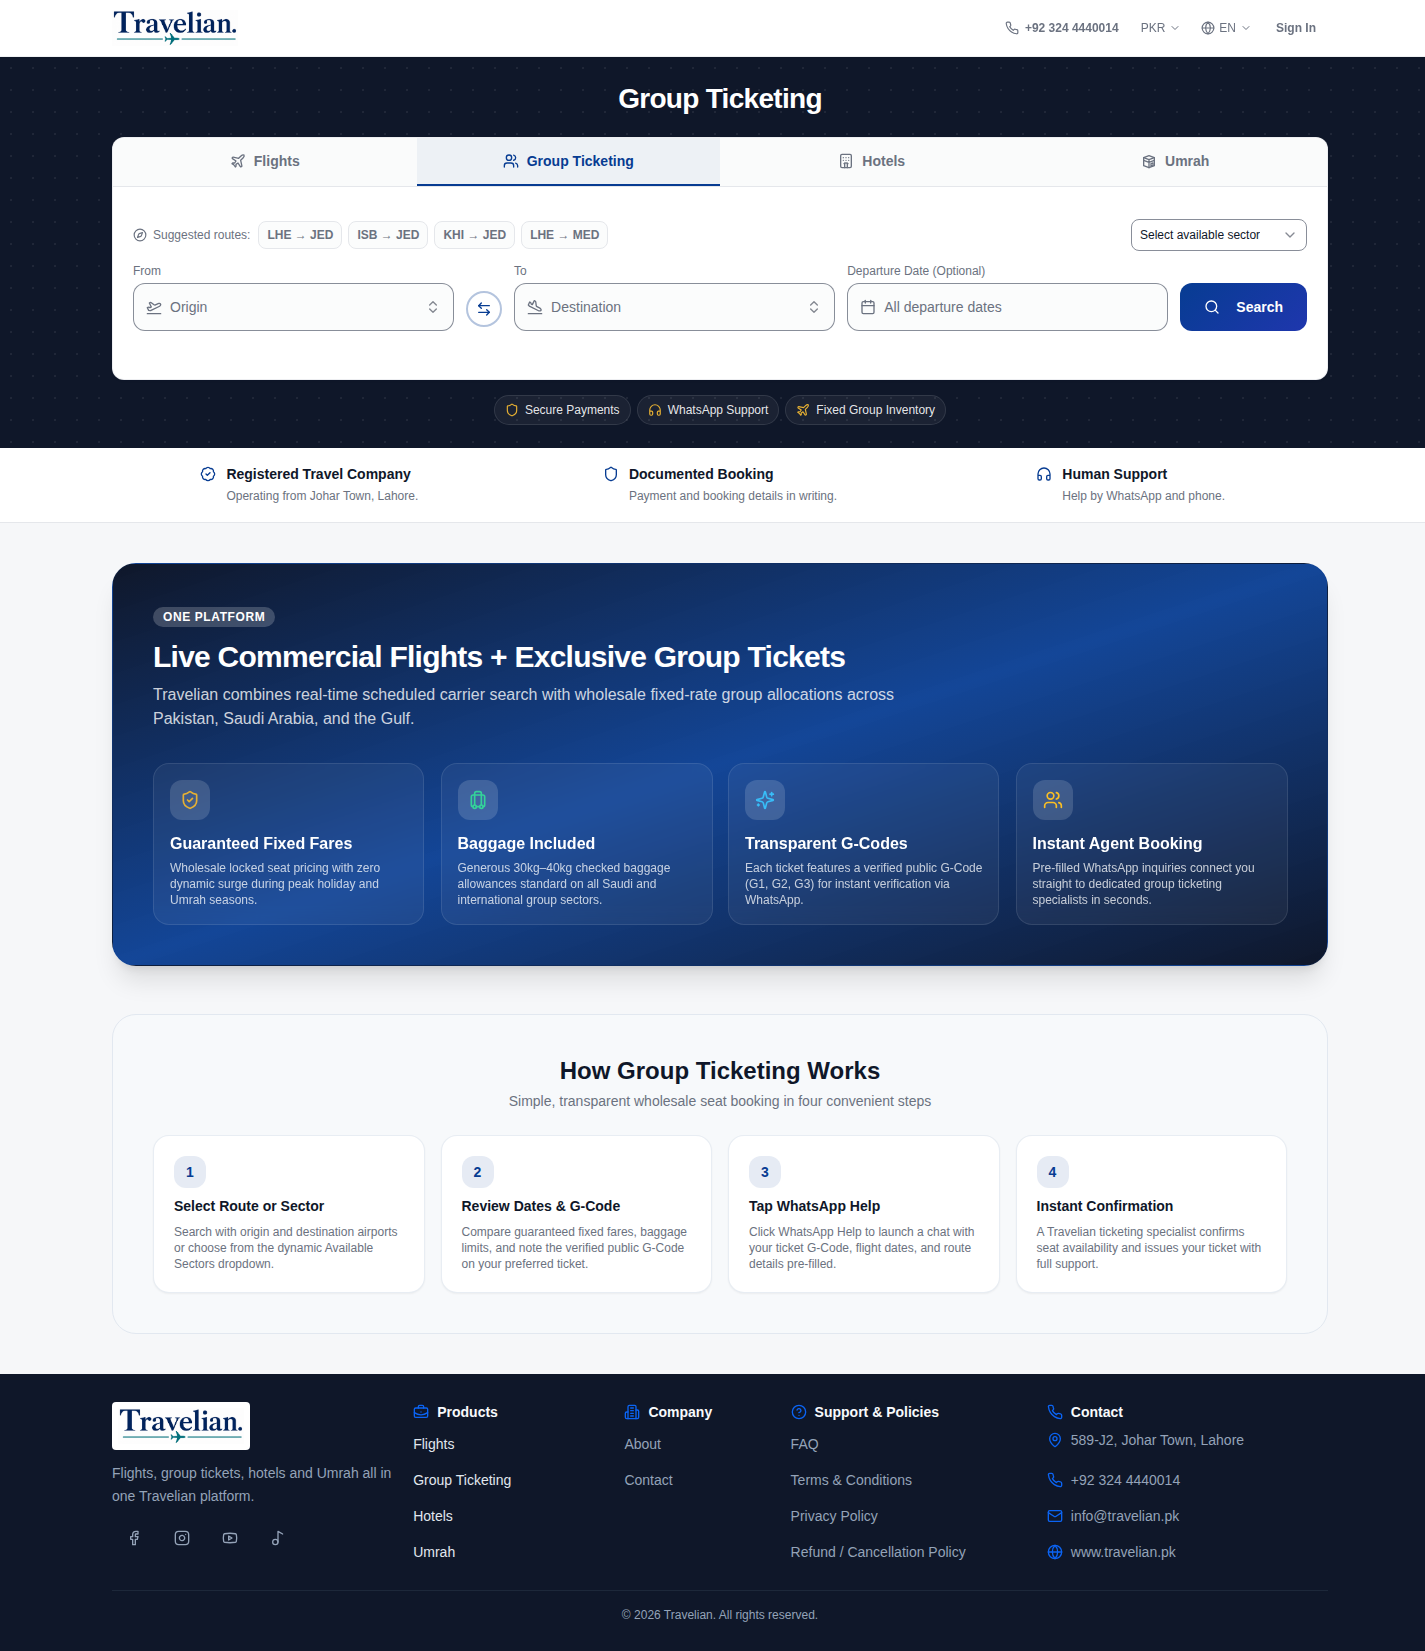 Travelian.
+92 324 4440014 PKR EN Sign In
Group Ticketing
Flights Group Ticketing Hotels Umrah
Suggested routes: LHE → JED ISB → JED KHI → JED LHE → MED Select available sector
From To Departure Date (Optional)
Origin Destination All departure dates Search
Secure Payments WhatsApp Support Fixed Group Inventory
Registered Travel Company Documented Booking Human Support
Operating from Johar Town, Lahore. Payment and booking details in writing. Help by WhatsApp and phone.
ONE PLATFORM
Live Commercial Flights + Exclusive Group Tickets
Travelian combines real-time scheduled carrier search with wholesale fixed-rate group allocations across
Pakistan, Saudi Arabia, and the Gulf.
Guaranteed Fixed Fares
Wholesale locked seat pricing with zero
dynamic surge during peak holiday and
Umrah seasons.
Baggage Included
Generous 30kg–40kg checked baggage
allowances standard on all Saudi and
international group sectors.
Transparent G-Codes
Each ticket features a verified public G-Code
(G1, G2, G3) for instant verification via
WhatsApp.
Instant Agent Booking
Pre-filled WhatsApp inquiries connect you
straight to dedicated group ticketing
specialists in seconds.
How Group Ticketing Works
Simple, transparent wholesale seat booking in four convenient steps
1
Select Route or Sector
Search with origin and destination airports
or choose from the dynamic Available
Sectors dropdown.
2
Review Dates & G-Code
Compare guaranteed fixed fares, baggage
limits, and note the verified public G-Code
on your preferred ticket.
3
Tap WhatsApp Help
Click WhatsApp Help to launch a chat with
your ticket G-Code, flight dates, and route
details pre-filled.
4
Instant Confirmation
A Travelian ticketing specialist confirms
seat availability and issues your ticket with
full support.
Travelian.
Flights, group tickets, hotels and Umrah all in
one Travelian platform.
Products
Flights
Group Ticketing
Hotels
Umrah
Company
About
Contact
Support & Policies
FAQ
Terms & Conditions
Privacy Policy
Refund / Cancellation Policy
Contact
589-J2, Johar Town, Lahore
+92 324 4440014
info@travelian.pk
www.travelian.pk
© 2026 Travelian. All rights reserved.